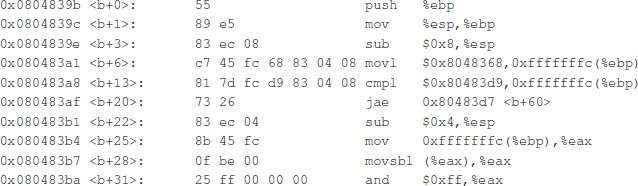 0x0804839b <b+0>: 55 push %ebp
0x0804839c <b+1>: 89 e5 mov %esp,%ebp
0x0804839e <b+3>: 83 ec 08 sub $0x8,%esp
0x080483a1 <b+6>: c7 45 fc 68 83 04 08 movl $0x8048368,0xfffffffc(%ebp)
0x080483a8 <b+13>: 81 7d fc d9 83 04 08 cmpl $0x80483d9,0xfffffffc(%ebp)
0x080483af <b+20>: 73 26 jae 0x80483d7 <b+60>
0x080483b1 <b+22>: 83 ec 04 sub $0x4,%esp
0x080483b4 <b+25>: 8b 45 fc mov 0xfffffffc(%ebp),%eax
0x080483b7 <b+28>: 0f be 00 movsbl (%eax),%eax
0x080483ba <b+31>: 25 ff 00 00 00 and $0xff,%eax